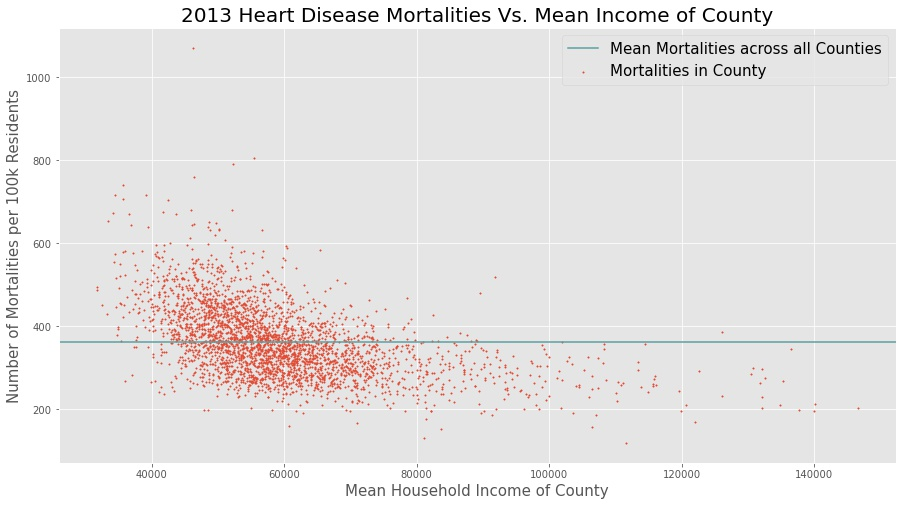 2013 Heart Disease Mortalities Vs. Mean Income of County
Mean Mortalities across all Counties
Mortalities in County
Number of Mortalities per 100k Residents
1000
800
600
400
200
40000
60000
80000
100000
120000
140000
Mean Household Income of County